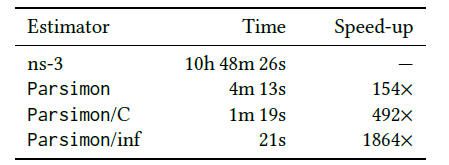 Estimator Time Speed-up
ns-3 10h 48m 26s —
Parsimon 4m 13s 154×
Parsimon/C 1m 19s 492×
Parsimon/inf 21s 1864×